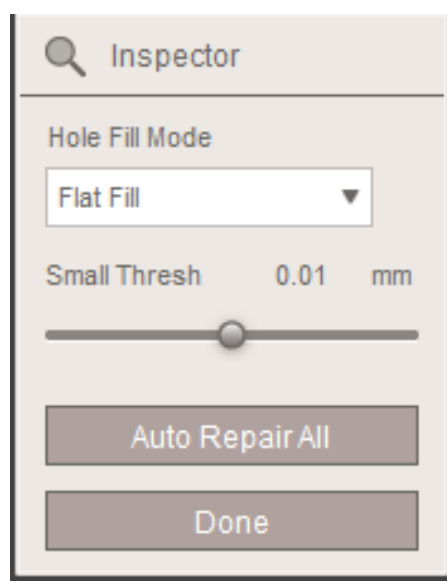 Inspector
Hole Fill Mode
Flat Fill
Small Thresh 0.01 mm
Auto Repair All
Done